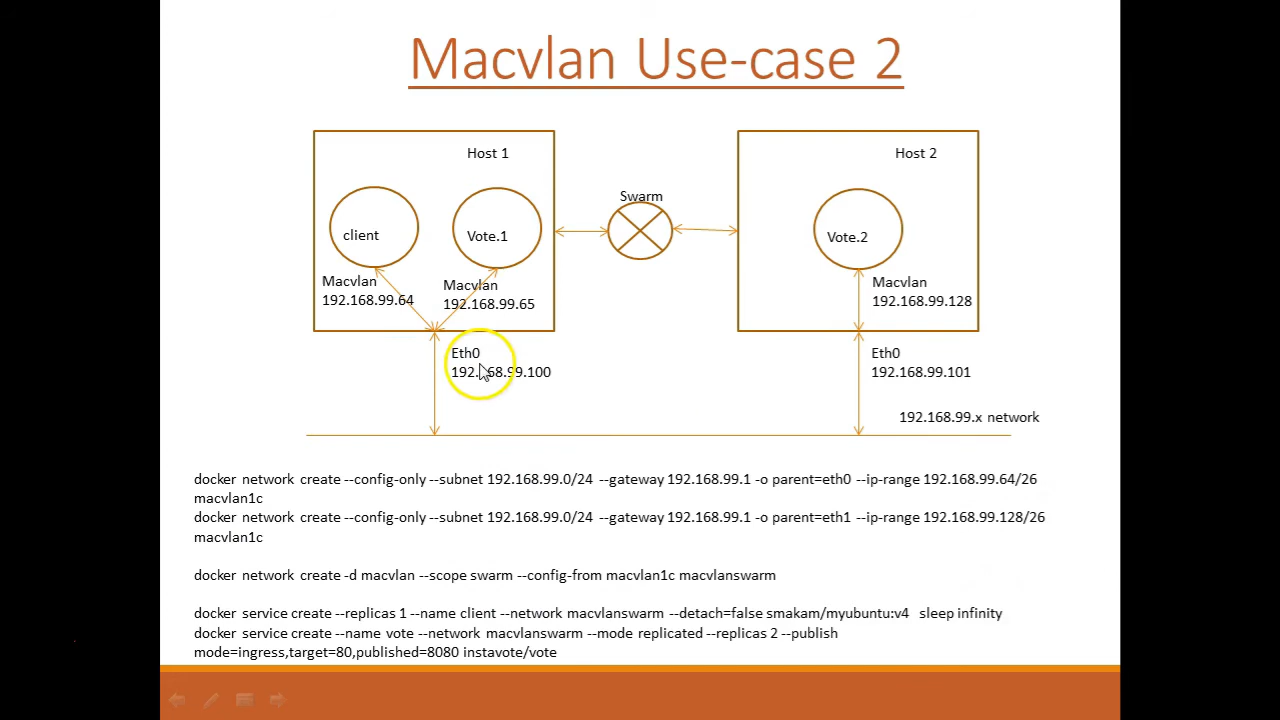 Macvlan Use-case 2
Host 1
Host 2
Swarm
client
Vote.1
Vote.2
Macvlan
192.168.99.64
Macvlan
192.168.99.65
Macvlan
192.168.99.128
Eth0
192.168.99.100
Eth0
192.168.99.101
192.168.99.x network
docker network create --config-only --subnet 192.168.99.0/24 --gateway 192.168.99.1 -o parent=eth0 --ip-range 192.168.99.64/26
macvlan1c
docker network create --config-only --subnet 192.168.99.0/24 --gateway 192.168.99.1 -o parent=eth1 --ip-range 192.168.99.128/26
macvlan1c
docker network create -d macvlan --scope swarm --config-from macvlan1c macvlanswarm
docker service create --replicas 1 --name client --network macvlanswarm --detach=false smakam/myubuntu:v4 sleep infinity
docker service create --name vote --network macvlanswarm --mode replicated --replicas 2 --publish
mode=ingress,target=80,published=8080 instavote/vote